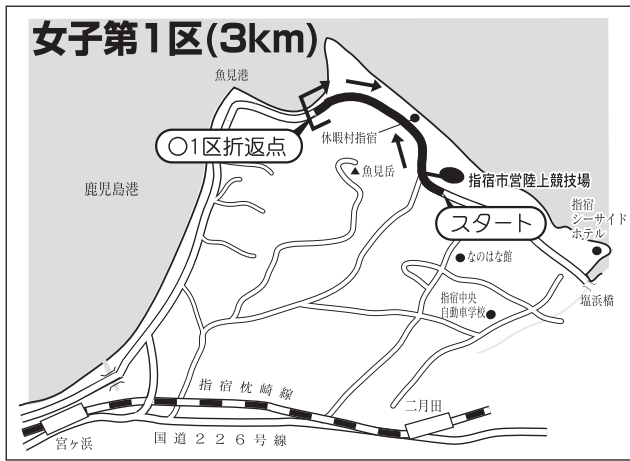 女子第1区(3km)
魚見港
休暇村指宿
○1区折返点
▲魚見岳
指宿市営陸上競技場
鹿児島港
スタート
指宿
シーサイド
ホテル
なのはな館
指宿中央
自動車学校
塩浜橋
指宿枕崎線
二月田
宮ヶ浜
国道226号線